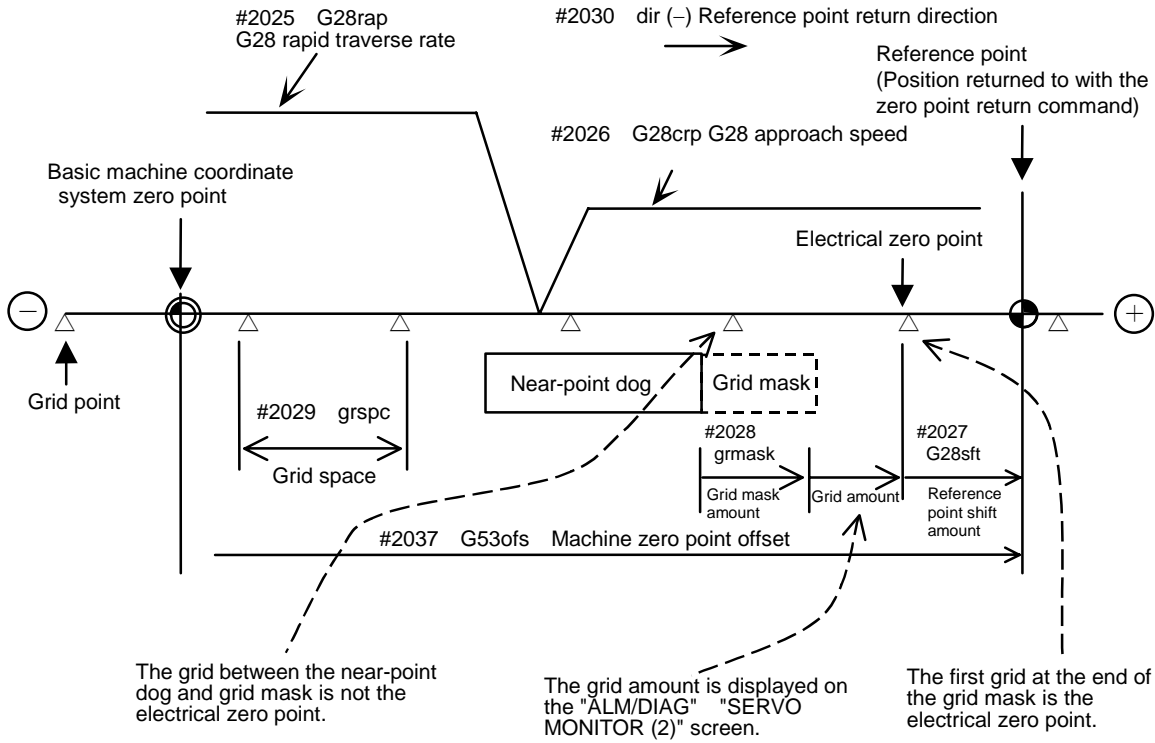 #2025 G28rap
G28 rapid traverse rate
#2030 dir (−) Reference point return direction
Reference point
(Position returned to with the
zero point return command)
#2026 G28crp G28 approach speed
Basic machine coordinate
system zero point
Electrical zero point
−
+
Grid point
Near-point dog
Grid mask
#2029 grspc
Grid space
#2028
grmask
#2027
G28sft
Grid mask
amount
Grid amount
Reference
point shift
amount
#2037 G53ofs Machine zero point offset
The grid between the near-point
dog and grid mask is not the
electrical zero point.
The grid amount is displayed on
the "ALM/DIAG" "SERVO
MONITOR (2)" screen.
The first grid at the end of
the grid mask is the
electrical zero point.